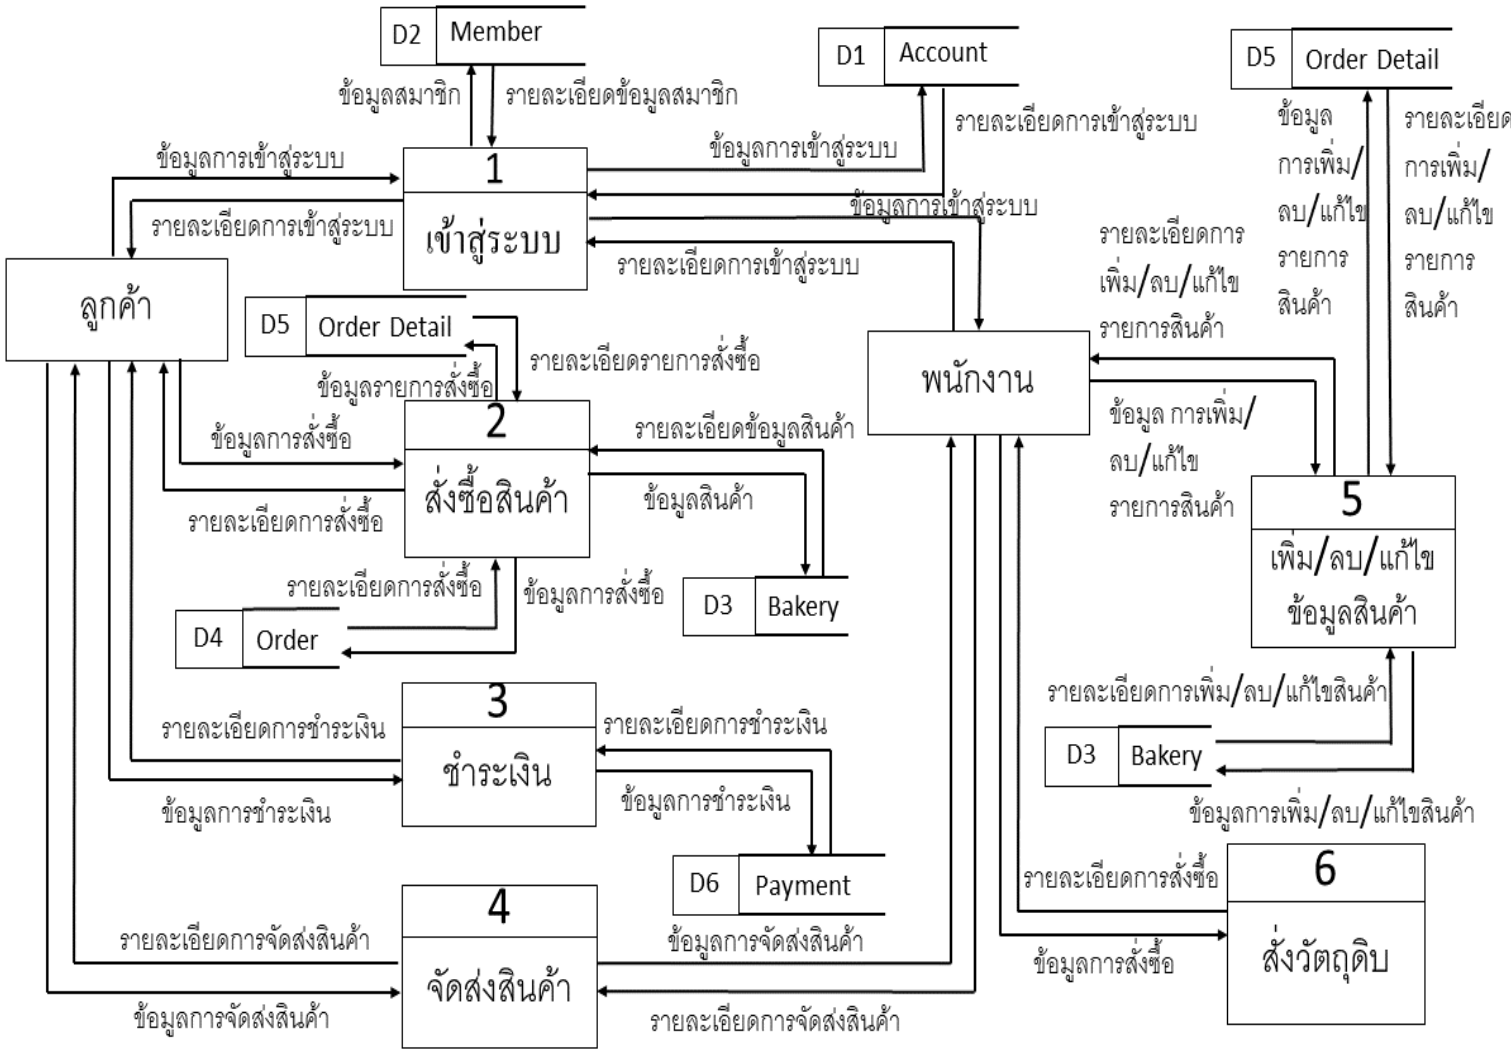 D2
Member
D1
Account
D5
Order Detail
ข้อมูลสมาชิก
รายละเอียดข้อมูลสมาชิก
ข้อมูลการเข้าสู่ระบบ
รายละเอียดการเข้าสู่ระบบ
ข้อมูล
การเพิ่ม/
ลบ/แก้ไข
รายการ
สินค้า
รายละเอียด
การเพิ่ม/
ลบ/แก้ไข
รายการ
สินค้า
ข้อมูลการเข้าสู่ระบบ
1
เข้าสู่ระบบ
รายละเอียดการเข้าสู่ระบบ
ข้อมูลการเข้าสู่ระบบ
รายละเอียดการเข้าสู่ระบบ
รายละเอียดการ
เพิ่ม/ลบ/แก้ไข
รายการสินค้า
ลูกค้า
D5
Order Detail
รายละเอียดรายการสั่งซื้อ
ข้อมูลรายการสั่งซื้อ
พนักงาน
ข้อมูล การเพิ่ม/
ลบ/แก้ไข
รายการสินค้า
2
สั่งซื้อสินค้า
ข้อมูลการสั่งซื้อ
รายละเอียดการสั่งซื้อ
รายละเอียดข้อมูลสินค้า
ข้อมูลสินค้า
5
เพิ่ม/ลบ/แก้ไข
ข้อมูลสินค้า
รายละเอียดการสั่งซื้อ
ข้อมูลการสั่งซื้อ
D3
Bakery
D4
Order
3
ชำระเงิน
รายละเอียดการชำระเงิน
ข้อมูลการชำระเงิน
รายละเอียดการชำระเงิน
ข้อมูลการชำระเงิน
รายละเอียดการเพิ่ม/ลบ/แก้ไขสินค้า
D3
Bakery
ข้อมูลการเพิ่ม/ลบ/แก้ไขสินค้า
D6
Payment
4
จัดส่งสินค้า
รายละเอียดการจัดส่งสินค้า
ข้อมูลการจัดส่งสินค้า
ข้อมูลการจัดส่งสินค้า
รายละเอียดการจัดส่งสินค้า
รายละเอียดการสั่งซื้อ
ข้อมูลการสั่งซื้อ
6
สั่งวัตถุดิบ